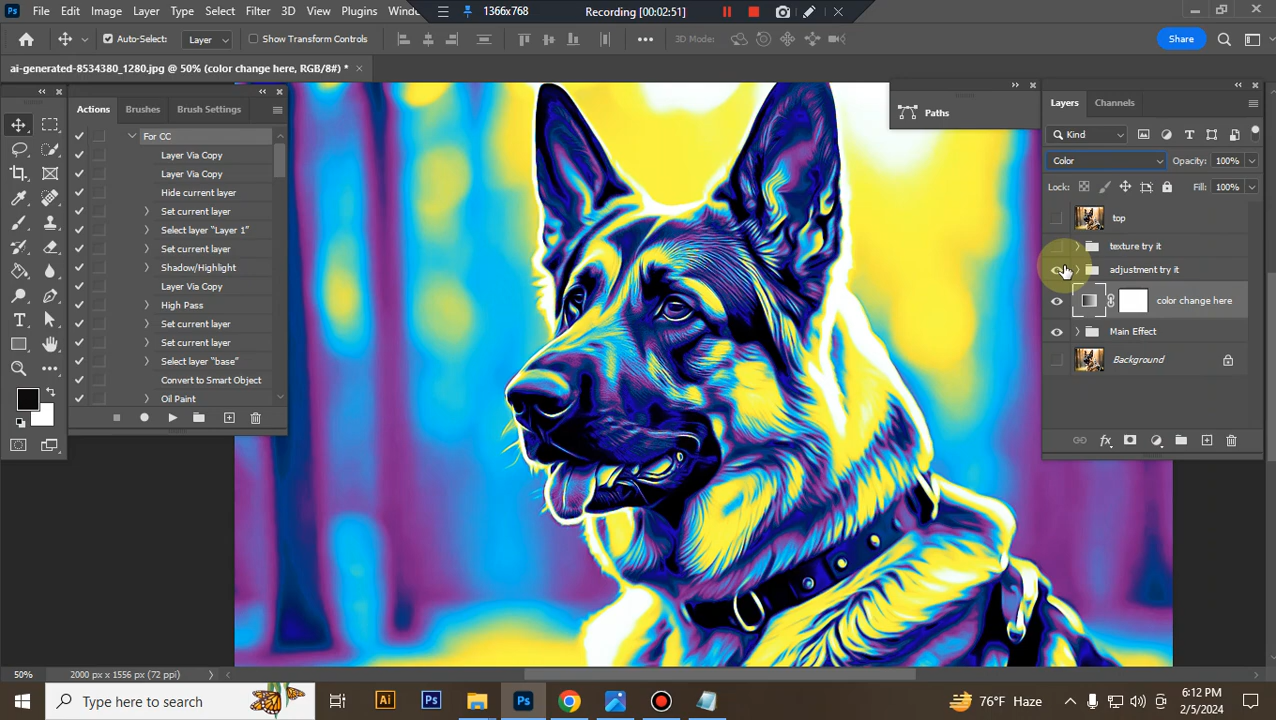 File Edit Image Layer Type Select Filter 3D View Plugins Windo
1366x768 Recording [00:02:51]
Auto-Select: Layer Show Transform Controls 3D Mode: Share
ai-generated-8534380_1280.jpg @ 50% (color change here, RGB/8#) *
Actions Brushes Brush Settings
For CC
Layer Via Copy
Layer Via Copy
Hide current layer
Set current layer
Select layer "Layer 1"
Set current layer
Shadow/Highlight
Layer Via Copy
High Pass
Set current layer
Set current layer
Select layer "base"
Convert to Smart Object
Oil Paint
Paths
Layers Channels
Kind
Color Opacity: 100%
Lock: Fill: 100%
top
texture try it
adjustment try it
color change here
Main Effect
Background
50% 2000 px x 1556 px (72 ppi)
Type here to search
76°F Haze
6:12 PM
2/5/2024